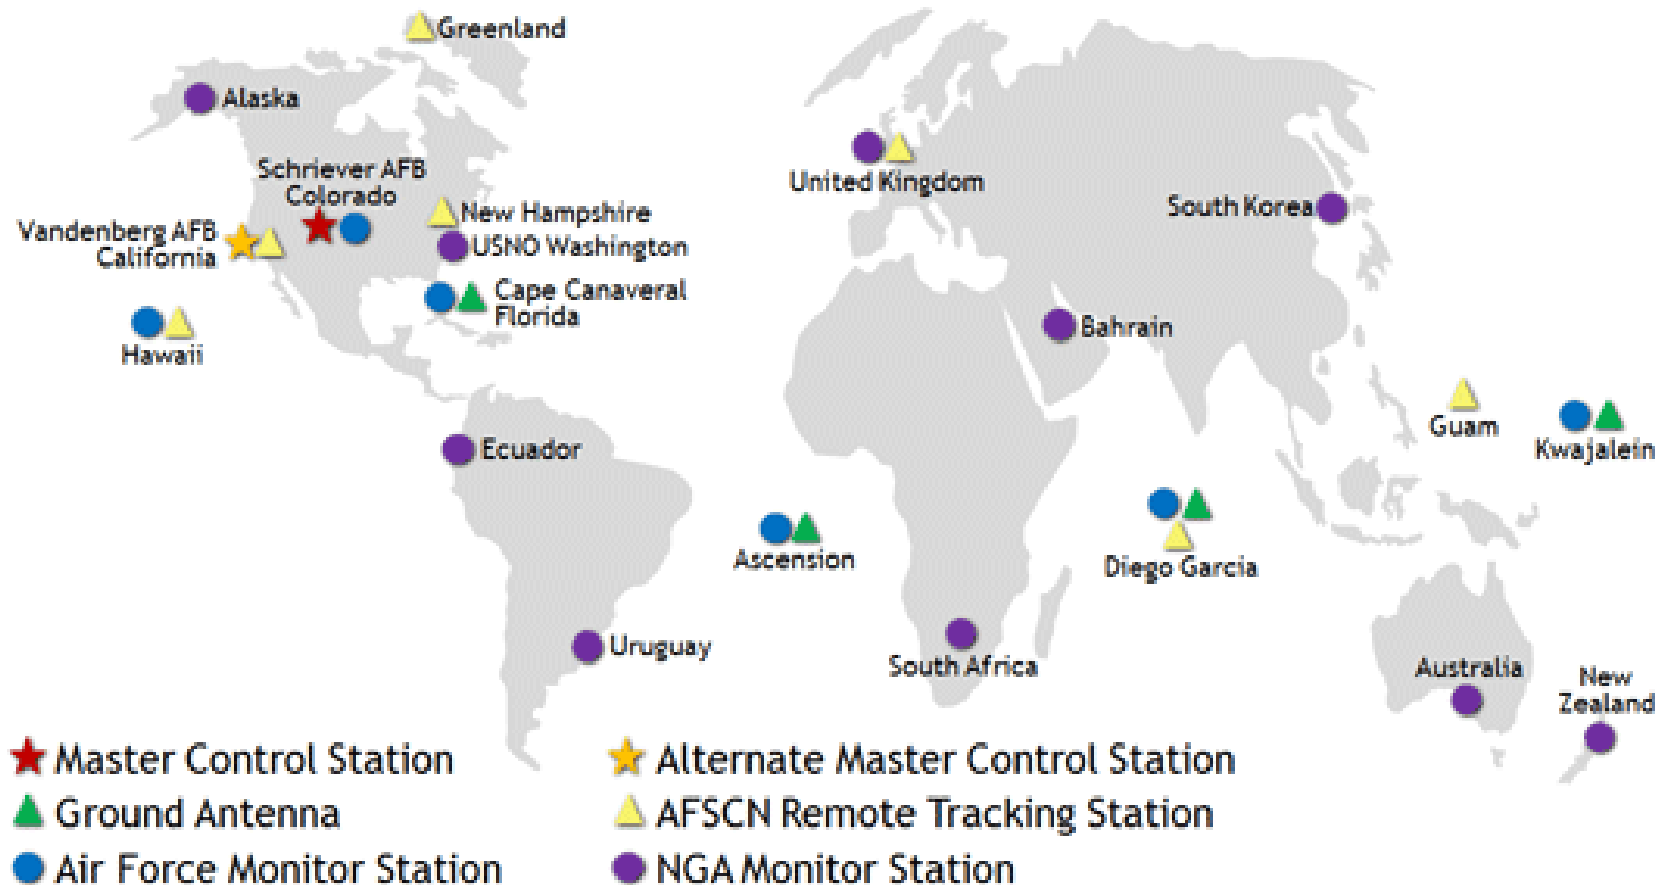 Greenland
Alaska
Schriever AFB
Colorado
United Kingdom
South Korea
New Hampshire
Vandenberg AFB
California
USNO Washington
Cape Canaveral
Florida
Hawaii
Bahrain
Guam
Kwajalein
Ecuador
Ascension
Diego Garcia
Uruguay
South Africa
Australia
New
Zealand
Master Control Station
Alternate Master Control Station
Ground Antenna
AFSCN Remote Tracking Station
Air Force Monitor Station
NGA Monitor Station